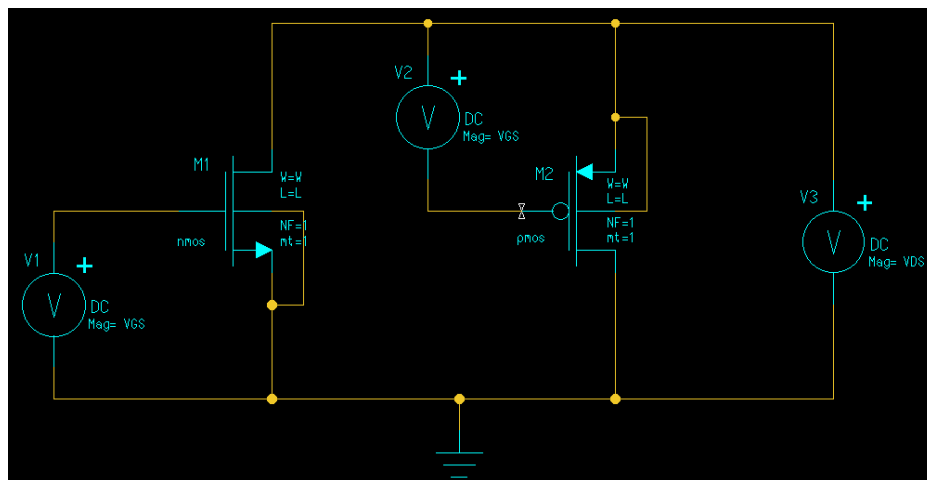 V2
V
DC
Mag= VGS
M1
W=W
L=L
NF=1
mt=1
nmos
M2
W=W
L=L
NF=1
mt=1
pmos
V3
V
DC
Mag= VDS
V1
V
DC
Mag= VGS